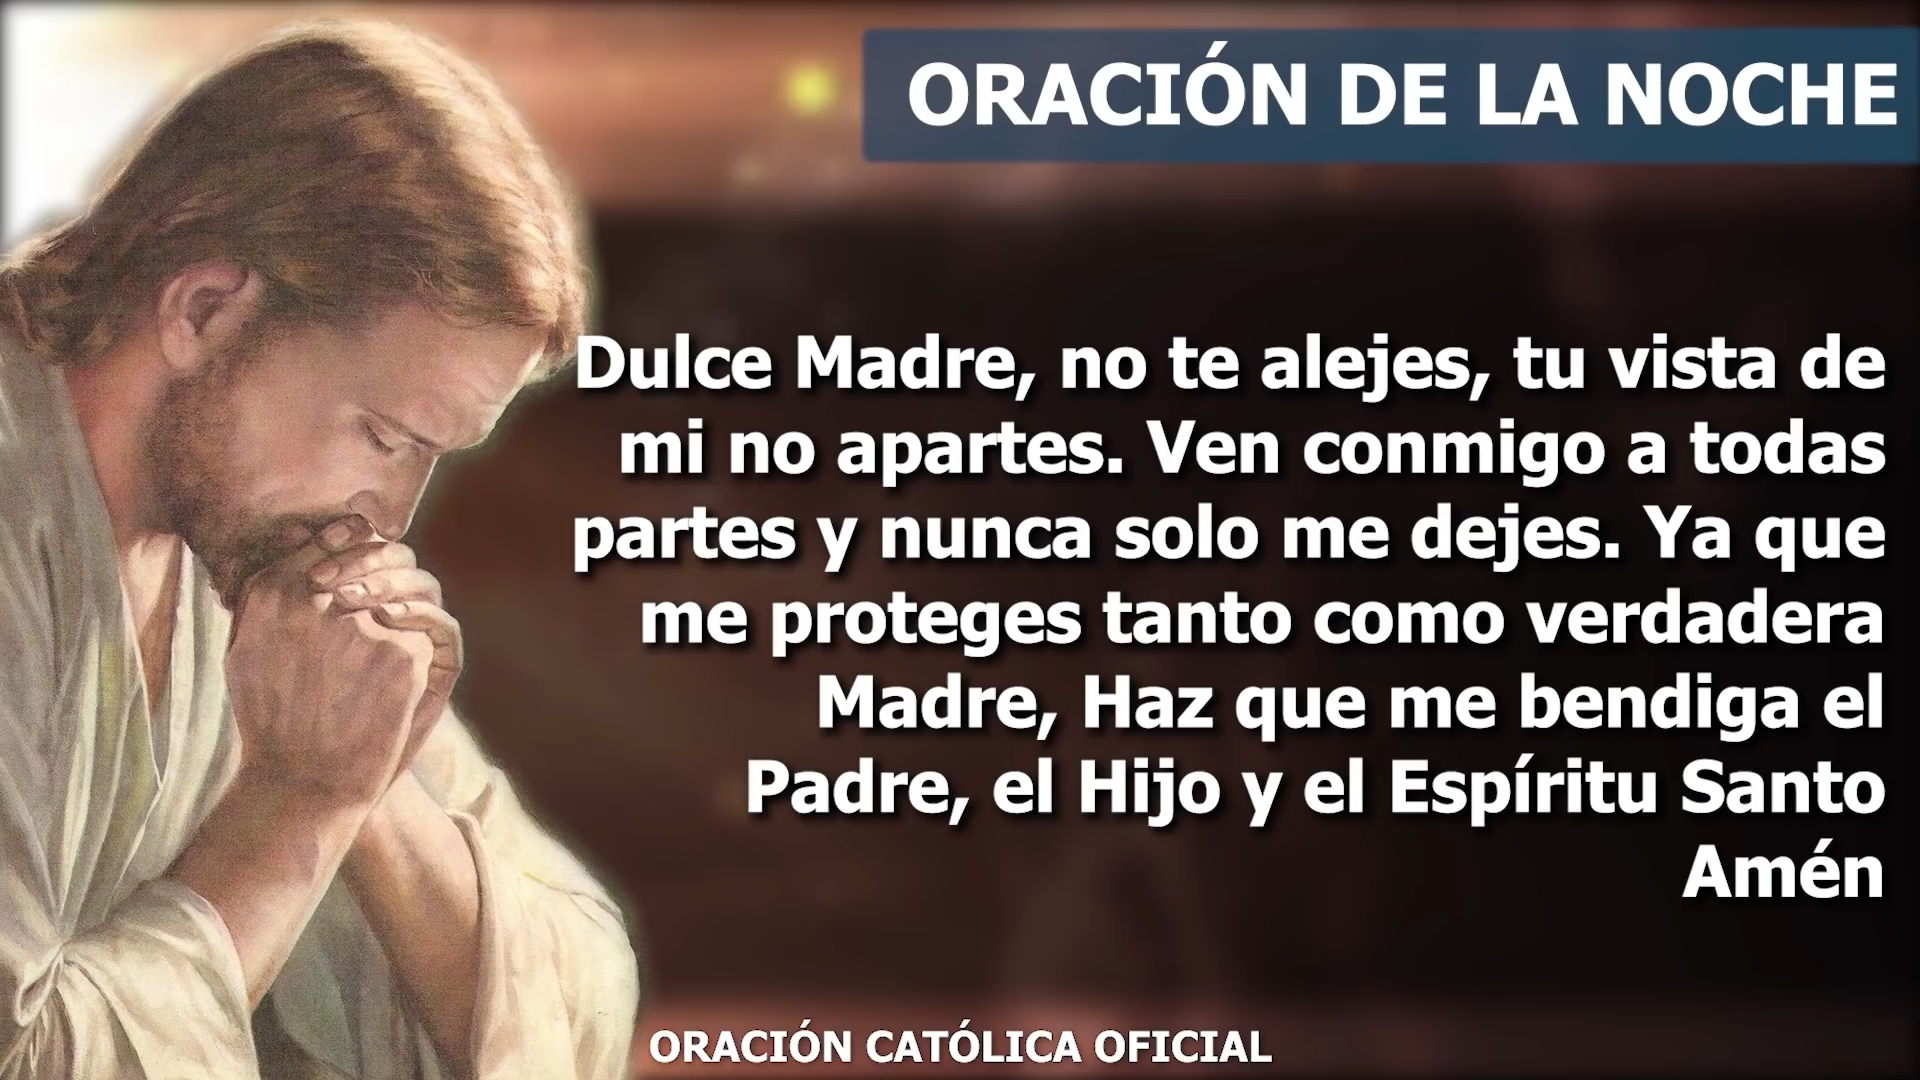 ORACIÓN DE LA NOCHE
Dulce Madre, no te alejes, tu vista de
mi no apartes. Ven conmigo a todas
partes y nunca solo me dejes. Ya que
me proteges tanto como verdadera
Madre, Haz que me bendiga el
Padre, el Hijo y el Espíritu Santo
Amén
ORACIÓN CATÓLICA OFICIAL